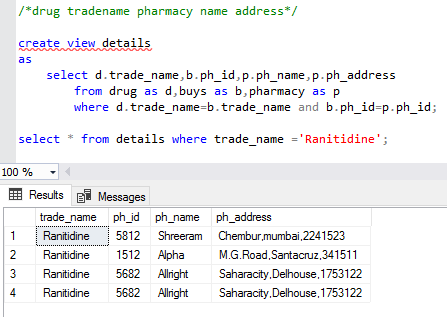 /*drug tradename pharmacy name address*/
create view details
as
select d.trade_name,b.ph_id,p.ph_name,p.ph_address
from drug as d,buys as b,pharmacy as p
where d.trade_name=b.trade_name and b.ph_id=p.ph_id;
select * from details where trade_name ='Ranitidine';
100 %
Results Messages
trade_name ph_id ph_name ph_address
1 Ranitidine 5812 Shreeram Chembur,mumbai,2241523
2 Ranitidine 1512 Alpha M.G.Road,Santacruz,341511
3 Ranitidine 5682 Allright Saharacity,Delhouse,1753122
4 Ranitidine 5682 Allright Saharacity,Delhouse,1753122